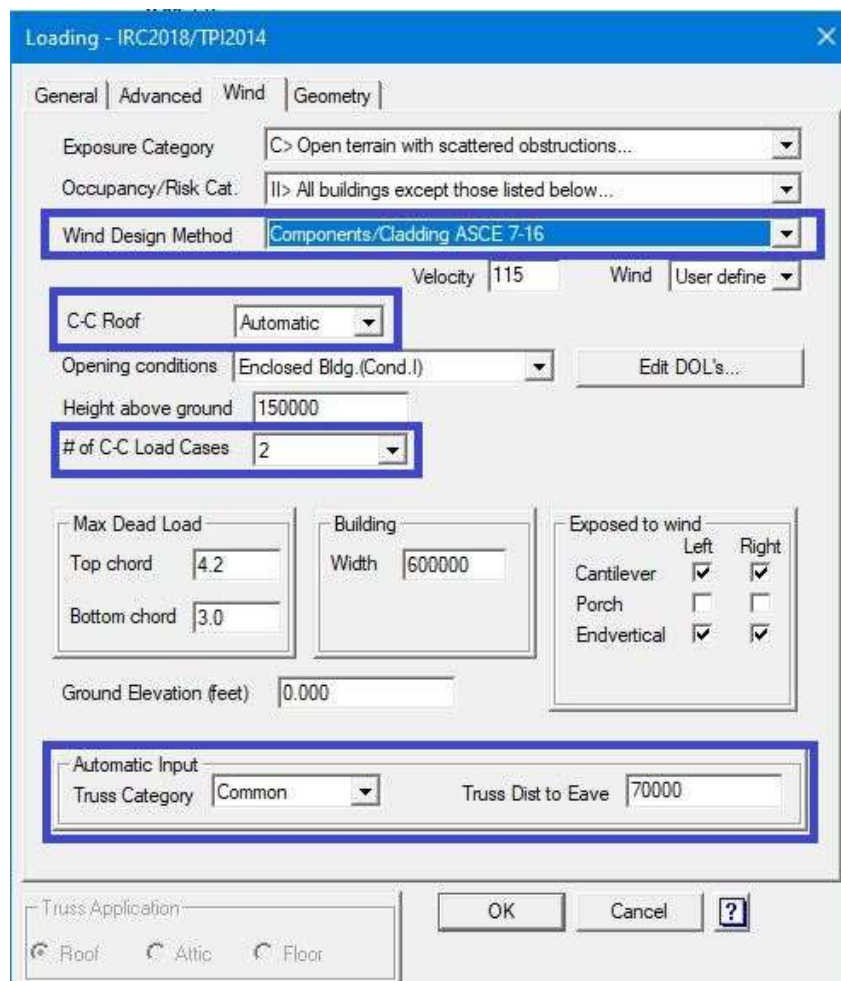 Loading - IRC2018/TPI2014
General Advanced Wind Geometry
Exposure Category C> Open terrain with scattered obstructions...
Occupancy/Risk Cat. II> All buildings except those listed below...
Wind Design Method Components/Cladding ASCE 7-16
Velocity 115 Wind User define
C-C Roof Automatic
Opening conditions Enclosed Bldg.(Cond.I) Edit DOL's...
Height above ground 150000
# of C-C Load Cases 2
Max Dead Load Building Exposed to wind
Left Right
Top chord 4.2 Width 600000 Cantilever
Porch
Bottom chord 3.0 Endvertical
Ground Elevation (feet) 0.000
Automatic Input
Truss Category Common Truss Dist to Eave 70000
Truss Application OK Cancel ?
Roof Attic Floor